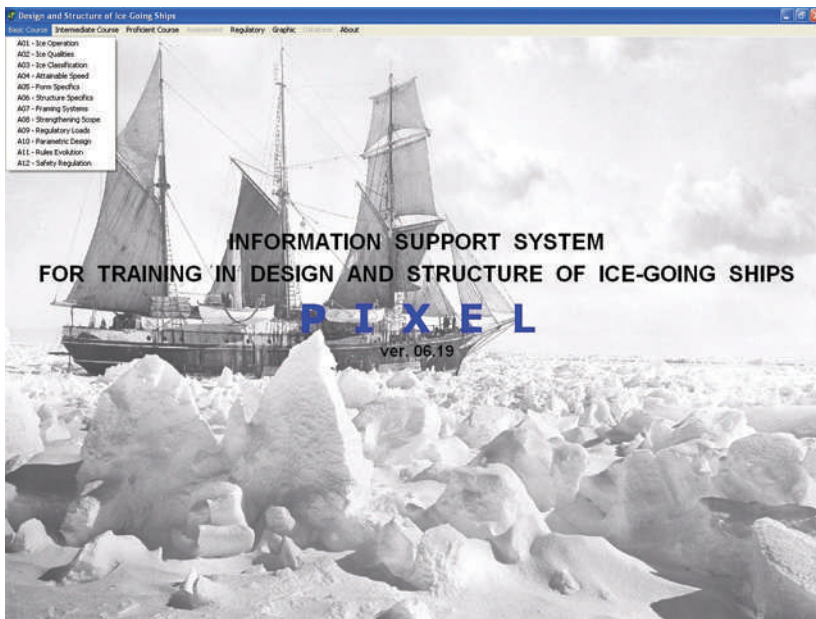 Design and Structure of Ice-Going Ships
Basic Course Intermediate Course Proficient Course Assessment Regulatory Graphic Database About
A01 - Ice Operation
A02 - Ice Qualities
A03 - Ice Classification
A04 - Attainable Speed
A05 - Form Specifics
A06 - Structure Specifics
A07 - Framing Systems
A08 - Strengthening Scope
A09 - Regulatory Loads
A10 - Parametric Design
A11 - Rules Evolution
A12 - Safety Regulation
INFORMATION SUPPORT SYSTEM
FOR TRAINING IN DESIGN AND STRUCTURE OF ICE-GOING SHIPS
PIXEL
ver. 06.19